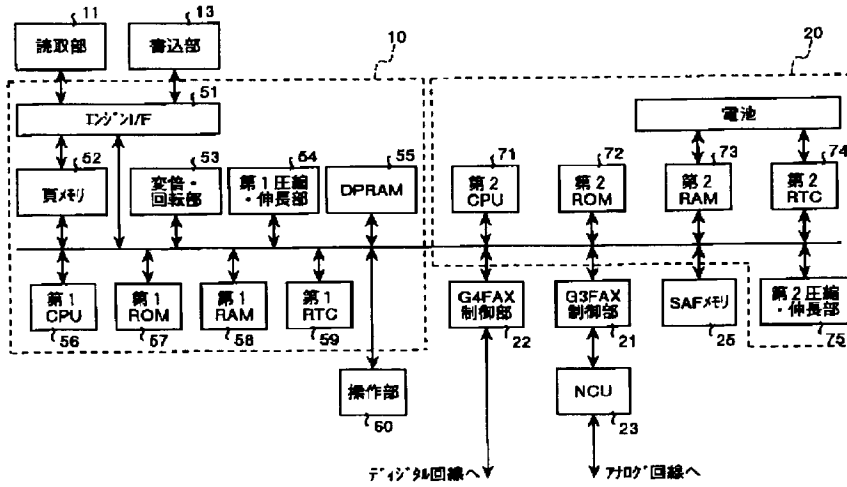 11
13
10
20
読取部
書込部
51
エンジンI/F
電池
52
53
54
55
71
72
73
74
頁メモリ
変倍・
回転部
第1圧縮
・伸長部
DPRAM
第2
CPU
第2
ROM
第2
RAM
第2
RTC
第1
CPU
第1
ROM
第1
RAM
第1
RTC
G4FAX
制御部
G3FAX
制御部
SAFメモリ
第2圧縮
・伸長部
56
57
58
59
22
21
25
75
操作部
NCU
60
23
ディジタル回線へ
アナログ回線へ